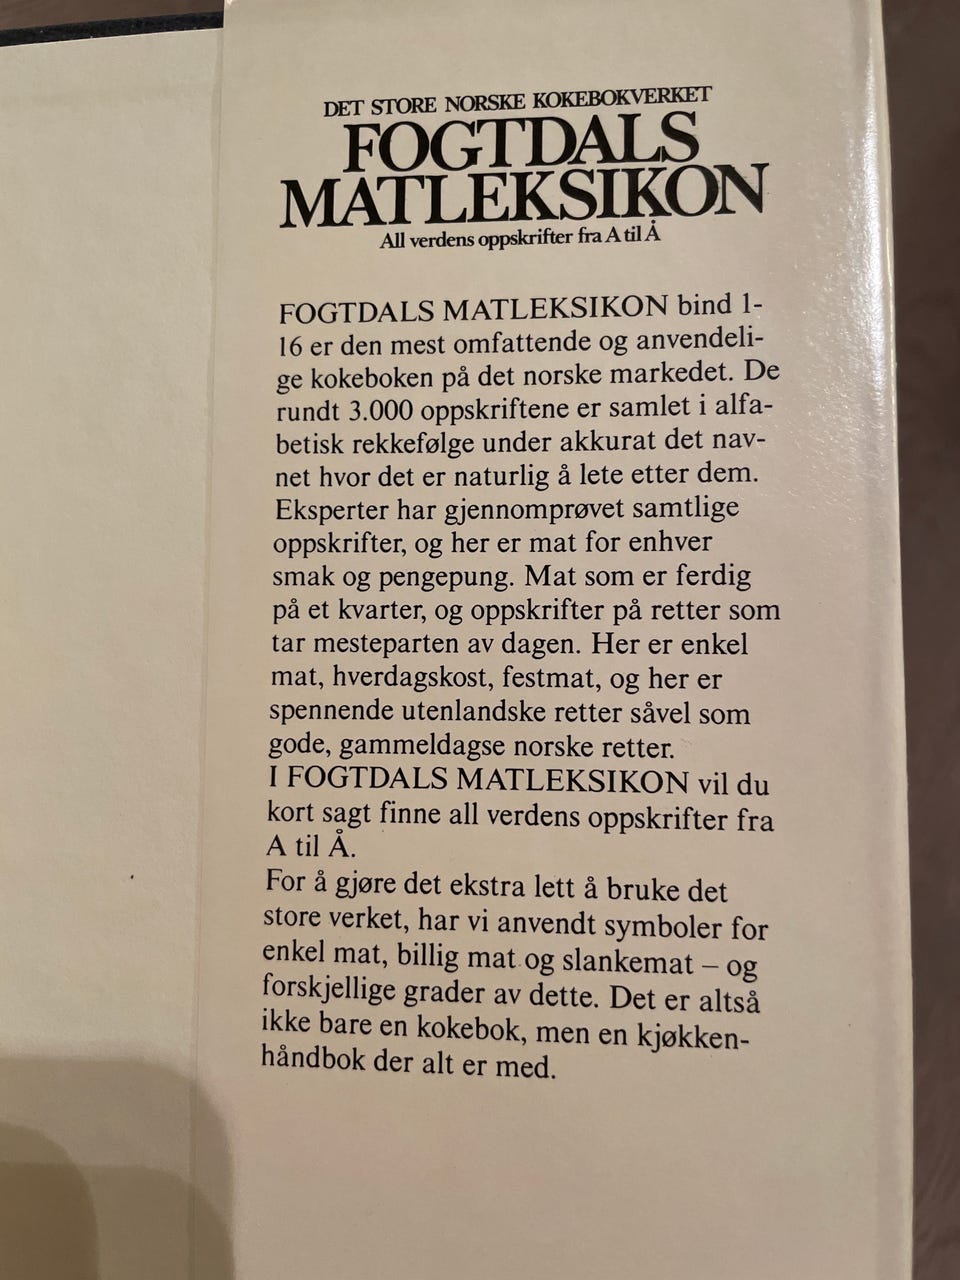 DET STORE NORSKE KOKEBOKVERKET
FOGTDALS
MATLEKSIKON
All verdens oppskrifter fra A til Å
FOGTDALS MATLEKSIKON bind 1-
16 er den mest omfattende og anvendeli-
ge kokeboken på det norske markedet. De
rundt 3.000 oppskriftene er samlet i alfa-
betisk rekkefølge under akkurat det nav-
net hvor det er naturlig å lete etter dem.
Eksperter har gjennomprøvet samtlige
oppskrifter, og her er mat for enhver
smak og pengepung. Mat som er ferdig
på et kvarter, og oppskrifter på retter som
tar mesteparten av dagen. Her er enkel
mat, hverdagskost, festmat, og her er
spennende utenlandske retter såvel som
gode, gammeldagse norske retter.
I FOGTDALS MATLEKSIKON vil du
kort sagt finne all verdens oppskrifter fra
A til Å.
For å gjøre det ekstra lett å bruke det
store verket, har vi anvendt symboler for
enkel mat, billig mat og slankemat – og
forskjellige grader av dette. Det er altså
ikke bare en kokebok, men en kjøkken-
håndbok der alt er med.